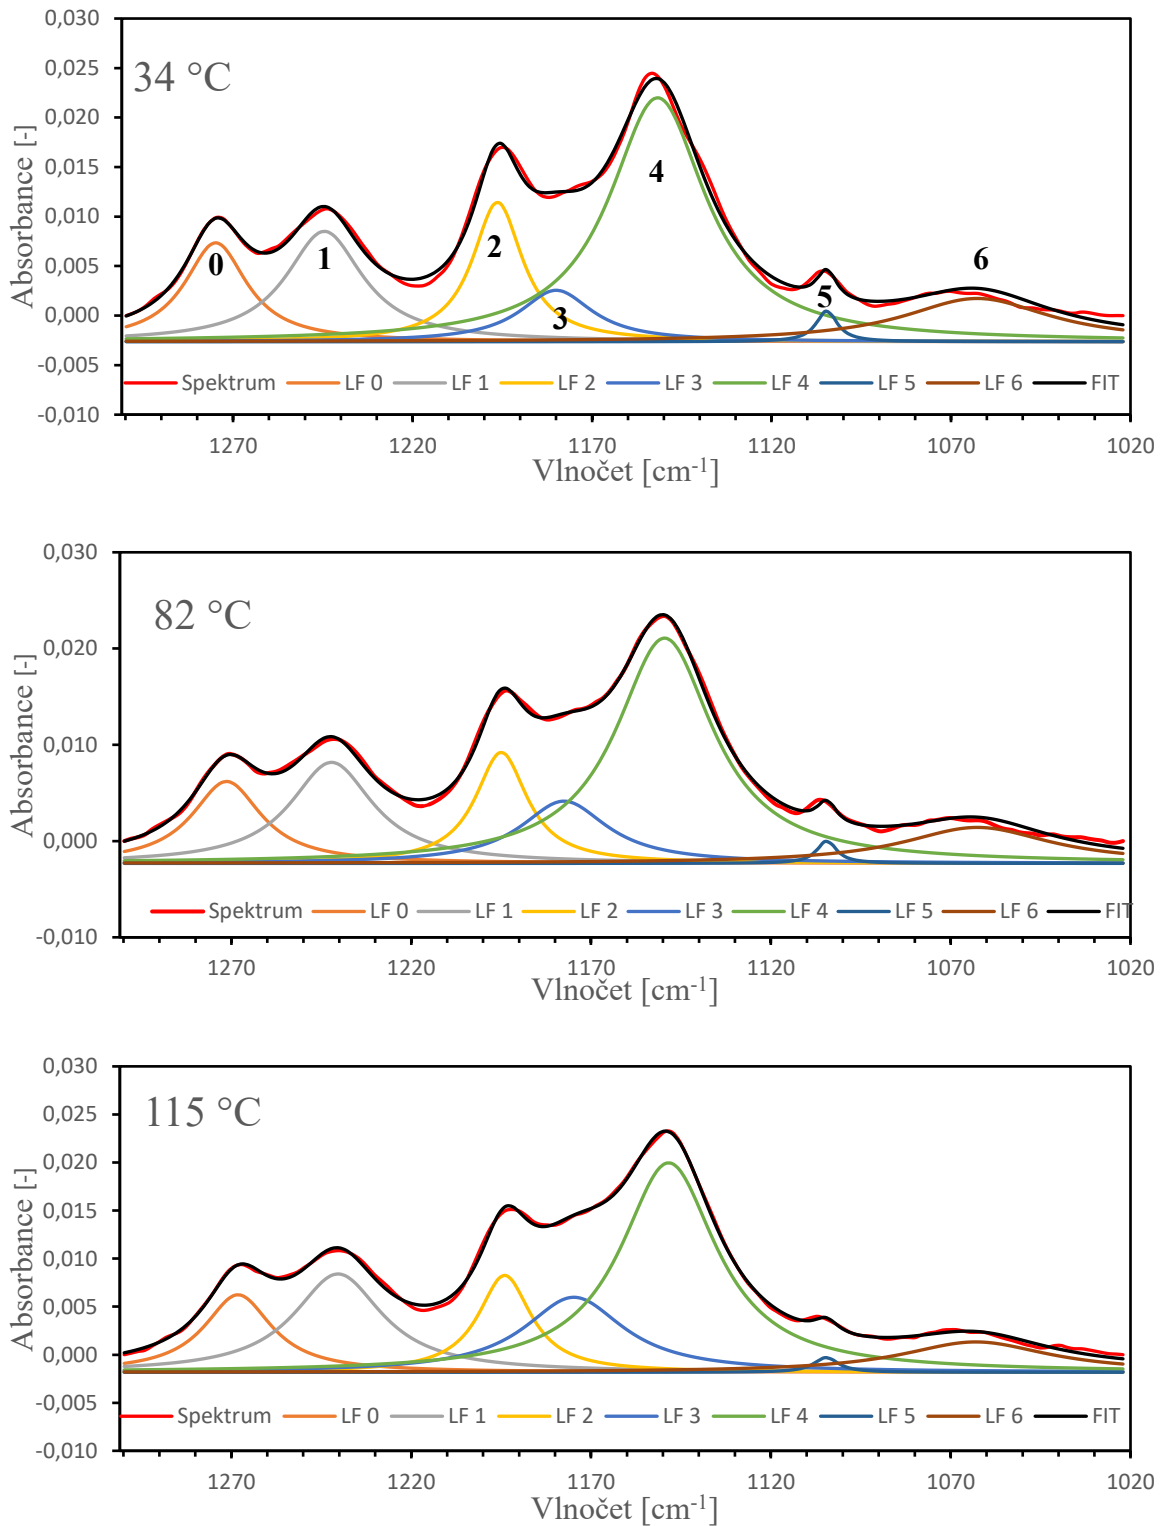 0,030
34 °C
0,025
0,020
0,015
0,010
0,005
0,000
-0,005
-0,010
Absorbance [-]
0 1 2 3 4 5 6
Spektrum LF 0 LF 1 LF 2 LF 3 LF 4 LF 5 LF 6 FIT
1270 1220 1170 1120 1070 1020
Vlnočet [cm-1]
0,030
82 °C
0,020
0,010
0,000
-0,010
Absorbance [-]
Spektrum LF 0 LF 1 LF 2 LF 3 LF 4 LF 5 LF 6 FIT
1270 1220 1170 1120 1070 1020
Vlnočet [cm-1]
0,030
115 °C
0,025
0,020
0,015
0,010
0,005
0,000
-0,005
-0,010
Absorbance [-]
Spektrum LF 0 LF 1 LF 2 LF 3 LF 4 LF 5 LF 6 FIT
1270 1220 1170 1120 1070 1020
Vlnočet [cm-1]